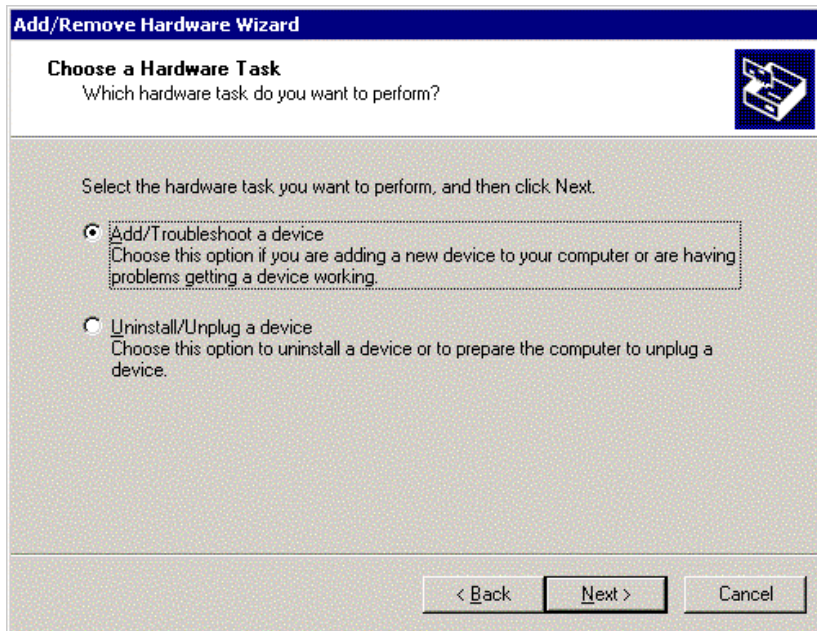 Add/Remove Hardware Wizard
Choose a Hardware Task
Which hardware task do you want to perform?
Select the hardware task you want to perform, and then click Next.
Add/Troubleshoot a device
Choose this option if you are adding a new device to your computer or are having
problems getting a device working.
Uninstall/Unplug a device
Choose this option to uninstall a device or to prepare the computer to unplug a
device.
< Back
Next >
Cancel